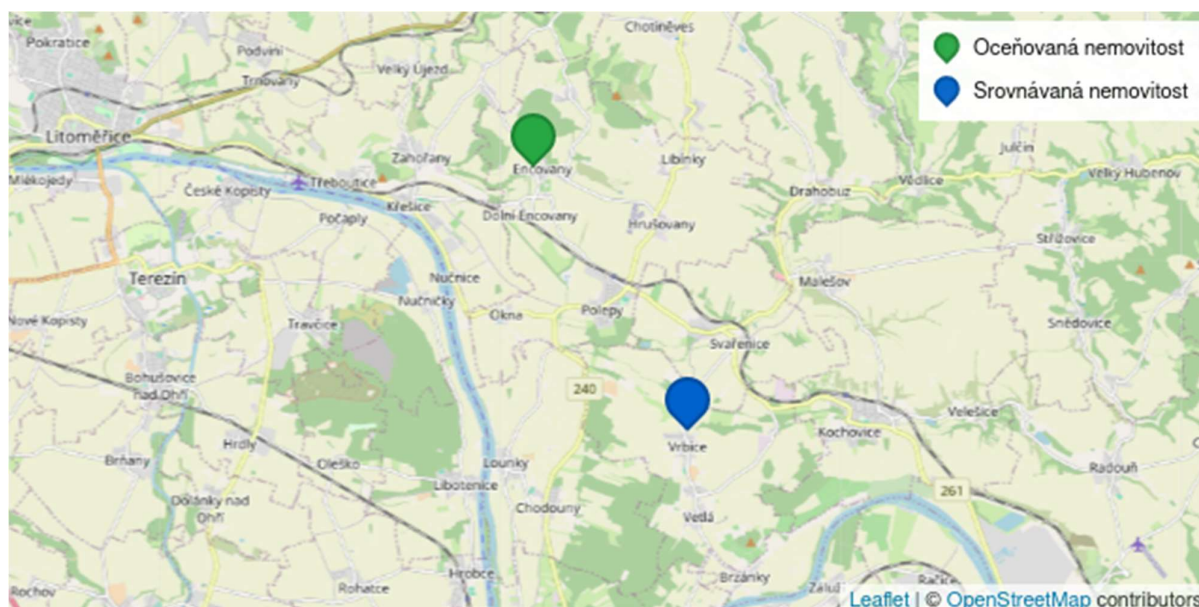 Pokratice
Podviní
Chotiněves
Oceňovaná nemovitost
Velký Újezd
Trnovany
Srovnávaná nemovitost
Litoměřice
Zahořany
Encovany
Libínky
Julčín
Mlékojedy
České Kopisty
Třeboutice
Drahobuz
Vědlice
Velký Hubenov
Křešice
Počaply
Dolní Encovany
Hrušovany
Střížovice
Terezín
Nučnice
Malešov
Nučničky
Nové Kopisty
Travčice
Okna
Polepy
Snědovice
Svařenice
Bohušovice
nad Ohří
240
Velešice
Vrbice
Kochovice
Hrdly
Brňany
Oleško
Lounky
Radouň
Libotenice
261
Dolánky nad
Ohří
Chodouny
Vetlá
Hrobce
Brzánky
Rohatce
Rochov
Račice
Leaflet | © OpenStreetMap contributors